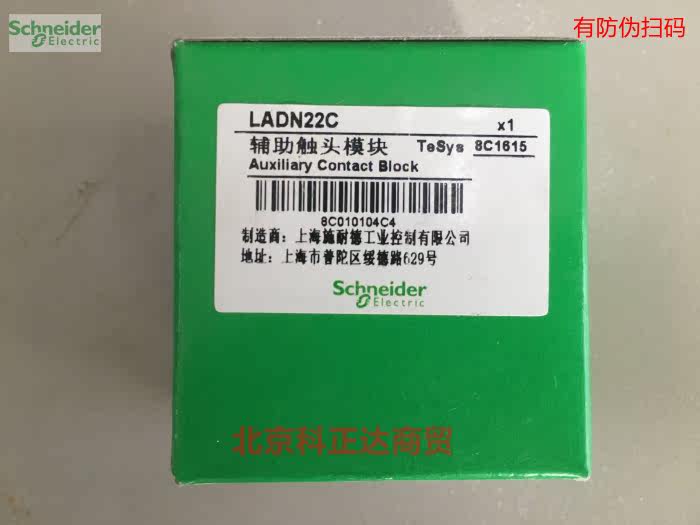 Schneider
Electric
有防伪扫码
LADN22C
x1
辅助触头模块 TeSys 8C1615
Auxiliary Contact Block
8C010104C4
制造商：上海施耐德工业控制有限公司
地址：上海市普陀区绥德路629号
Schneider
Electric
北京科正达商贸